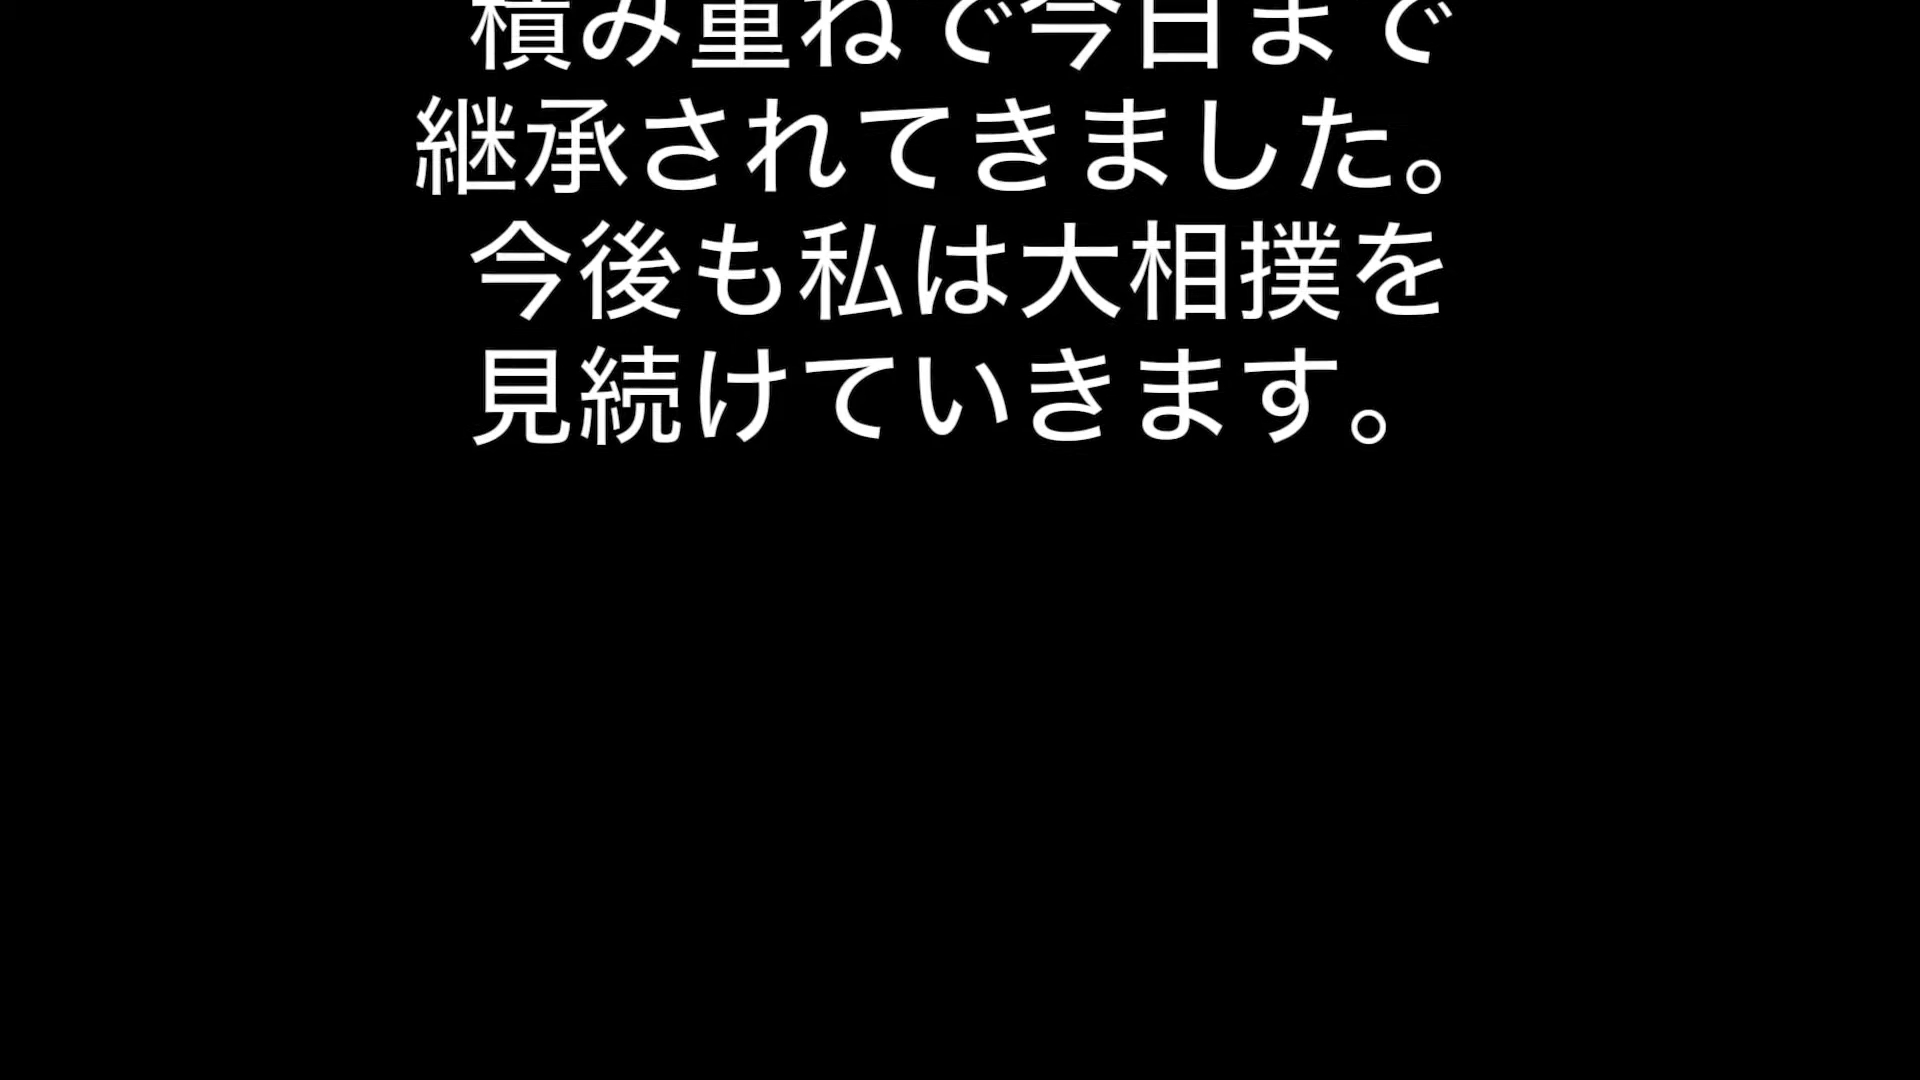 積み重ねで今日まで
継承されてきました。
今後も私は大相撲を
見続けていきます。